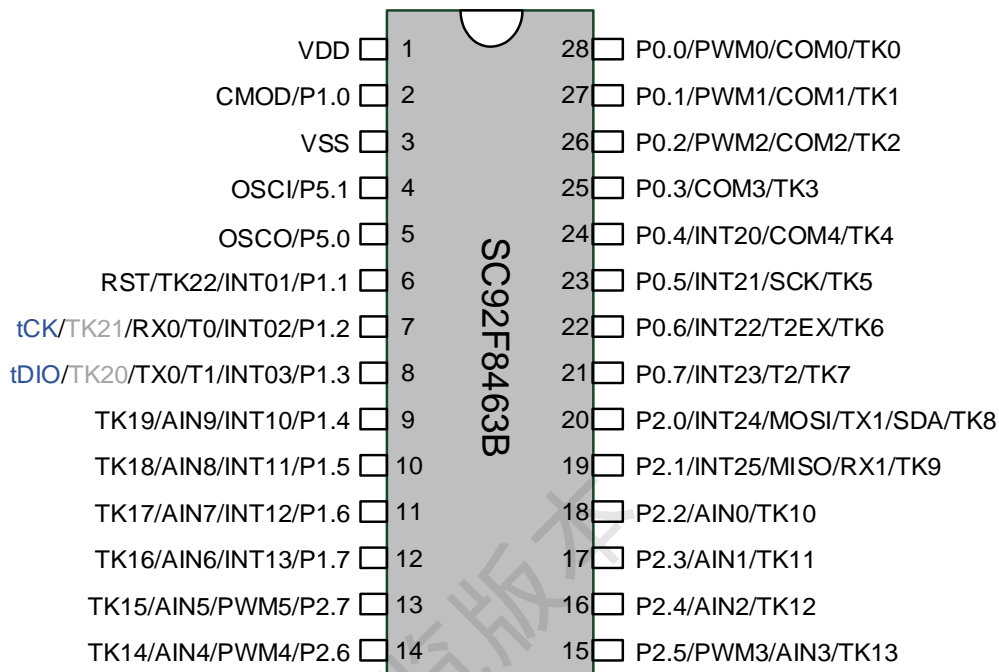 VDD 1 28 P0.0/PWM0/COM0/TK0
CMOD/P1.0 2 27 P0.1/PWM1/COM1/TK1
VSS 3 26 P0.2/PWM2/COM2/TK2
OSCI/P5.1 4 25 P0.3/COM3/TK3
OSCO/P5.0 5 24 P0.4/INT20/COM4/TK4
RST/TK22/INT01/P1.1 6 23 P0.5/INT21/SCK/TK5
tCK/TK21/RX0/T0/INT02/P1.2 7 22 P0.6/INT22/T2EX/TK6
tDIO/TK20/TX0/T1/INT03/P1.3 8 21 P0.7/INT23/T2/TK7
TK19/AIN9/INT10/P1.4 9 20 P2.0/INT24/MOSI/TX1/SDA/TK8
TK18/AIN8/INT11/P1.5 10 19 P2.1/INT25/MISO/RX1/TK9
TK17/AIN7/INT12/P1.6 11 18 P2.2/AIN0/TK10
TK16/AIN6/INT13/P1.7 12 17 P2.3/AIN1/TK11
TK15/AIN5/PWM5/P2.7 13 16 P2.4/AIN2/TK12
TK14/AIN4/PWM4/P2.6 14 15 P2.5/PWM3/AIN3/TK13
SC92F8463B
版本